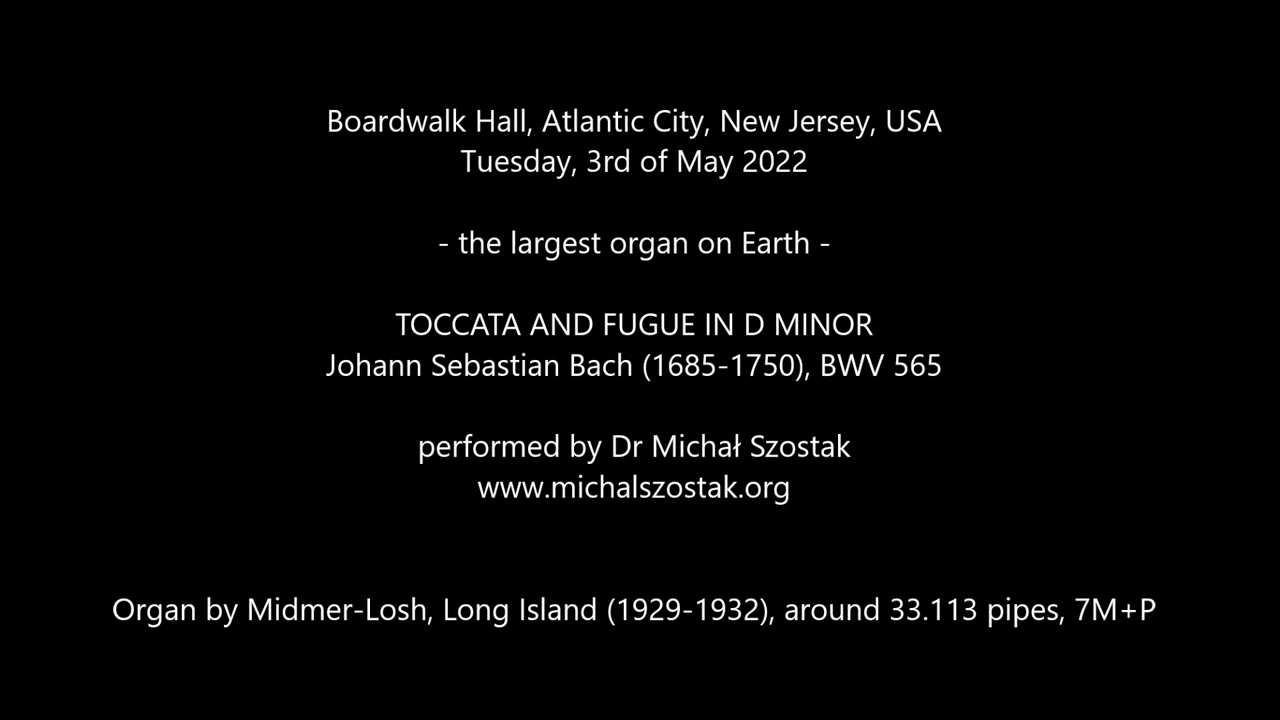 Boardwalk Hall, Atlantic City, New Jersey, USA
Tuesday, 3rd of May 2022
- the largest organ on Earth -
TOCCATA AND FUGUE IN D MINOR
Johann Sebastian Bach (1685-1750), BWV 565
performed by Dr Michał Szostak
www.michalszostak.org
Organ by Midmer-Losh, Long Island (1929-1932), around 33.113 pipes, 7M+P